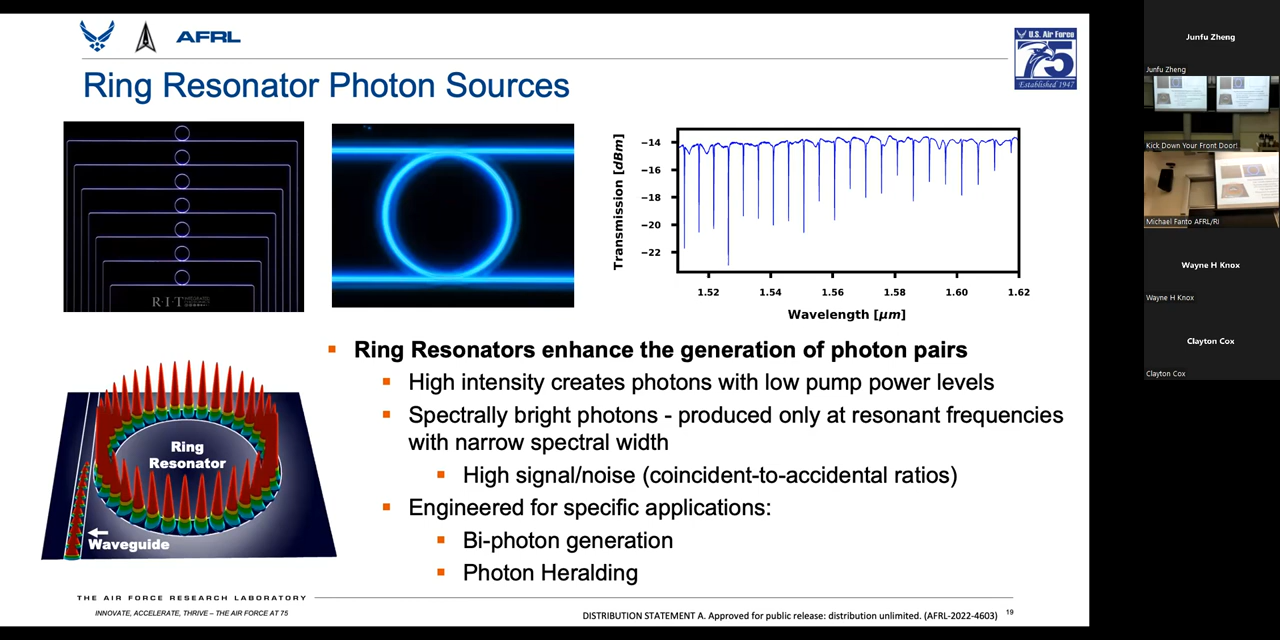 AFRL
U.S. Air Force
75
Established 1947
Ring Resonator Photon Sources
R·I·T
Transmission [dBm]
−14
−16
−18
−20
−22
1.52
1.54
1.56
1.58
1.60
1.62
Wavelength [μm]
Ring
Resonator
Waveguide
Ring Resonators enhance the generation of photon pairs
High intensity creates photons with low pump power levels
Spectrally bright photons - produced only at resonant frequencies
with narrow spectral width
High signal/noise (coincident-to-accidental ratios)
Engineered for specific applications:
Bi-photon generation
Photon Heralding
THE AIR FORCE RESEARCH LABORATORY
INNOVATE, ACCELERATE, THRIVE – THE AIR FORCE AT 75
DISTRIBUTION STATEMENT A. Approved for public release: distribution unlimited. (AFRL-2022-4603)
19
Junfu Zheng
Junfu Zheng
Kick Down Your Front Door!
Michael Fanto AFRL/RI
Wayne H Knox
Wayne H Knox
Clayton Cox
Clayton Cox